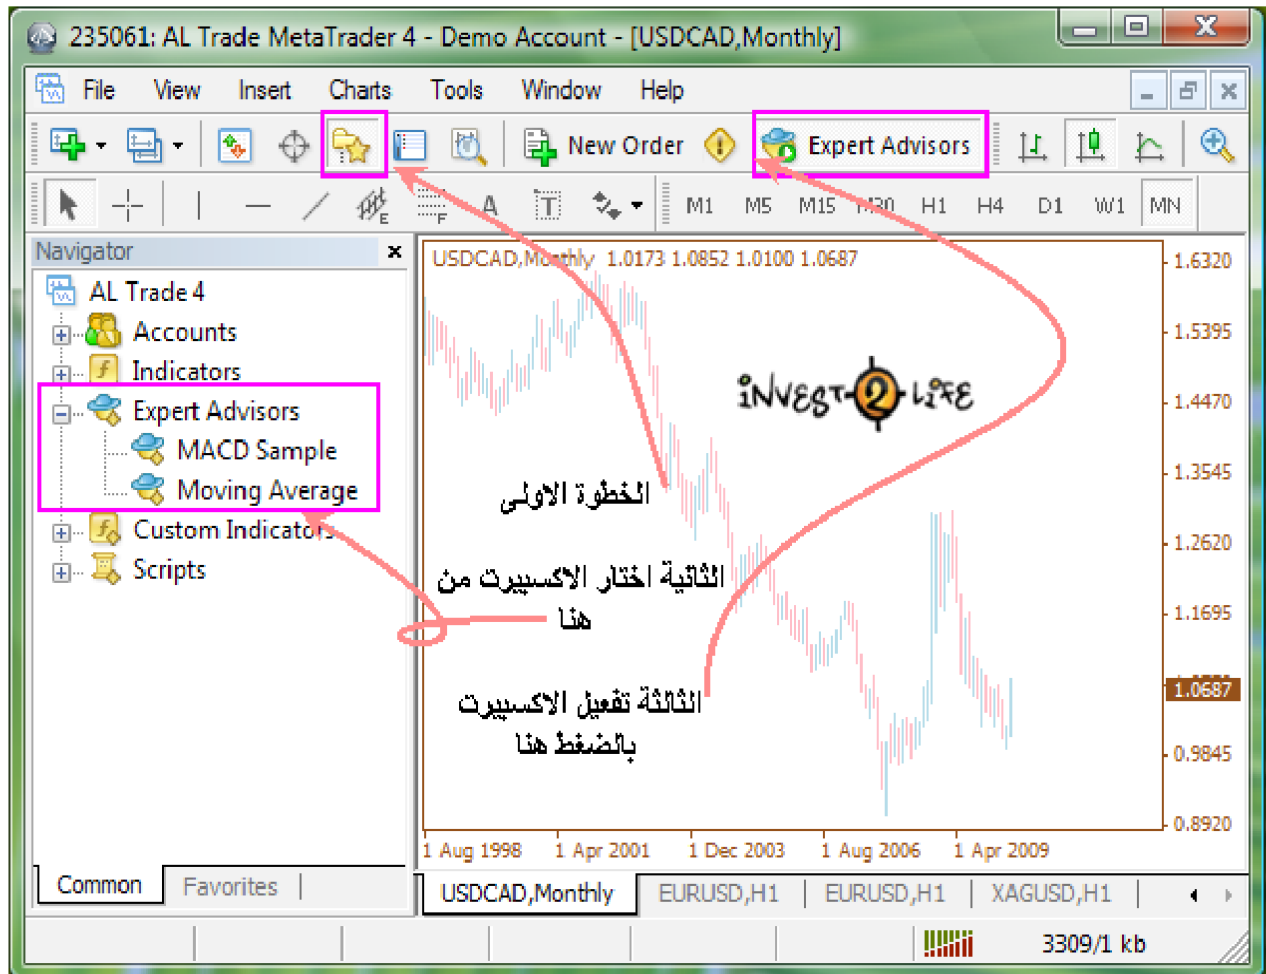 235061: AL Trade MetaTrader 4 - Demo Account - [USDCAD,Monthly]
File View Insert Charts Tools Window Help
New Order Expert Advisors
E F A T M1 M5 M15 M30 H1 H4 D1 W1 MN
Navigator
AL Trade 4
Accounts
Indicators
Expert Advisors
MACD Sample
Moving Average
Custom Indicators
Scripts
Common Favorites
USDCAD,Monthly 1.0173 1.0852 1.0100 1.0687
iNVEST-2-LiFE
الخطوة الاولى
الثانية اختار الاكسبيرت من
هنا
الثالثة تفعيل الاكسبيرت
بالضغط هنا
1.6320
1.5395
1.4470
1.3545
1.2620
1.1695
1.0687
0.9845
0.8920
1 Aug 1998 1 Apr 2001 1 Dec 2003 1 Aug 2006 1 Apr 2009
USDCAD,Monthly EURUSD,H1 EURUSD,H1 XAGUSD,H1
3309/1 kb